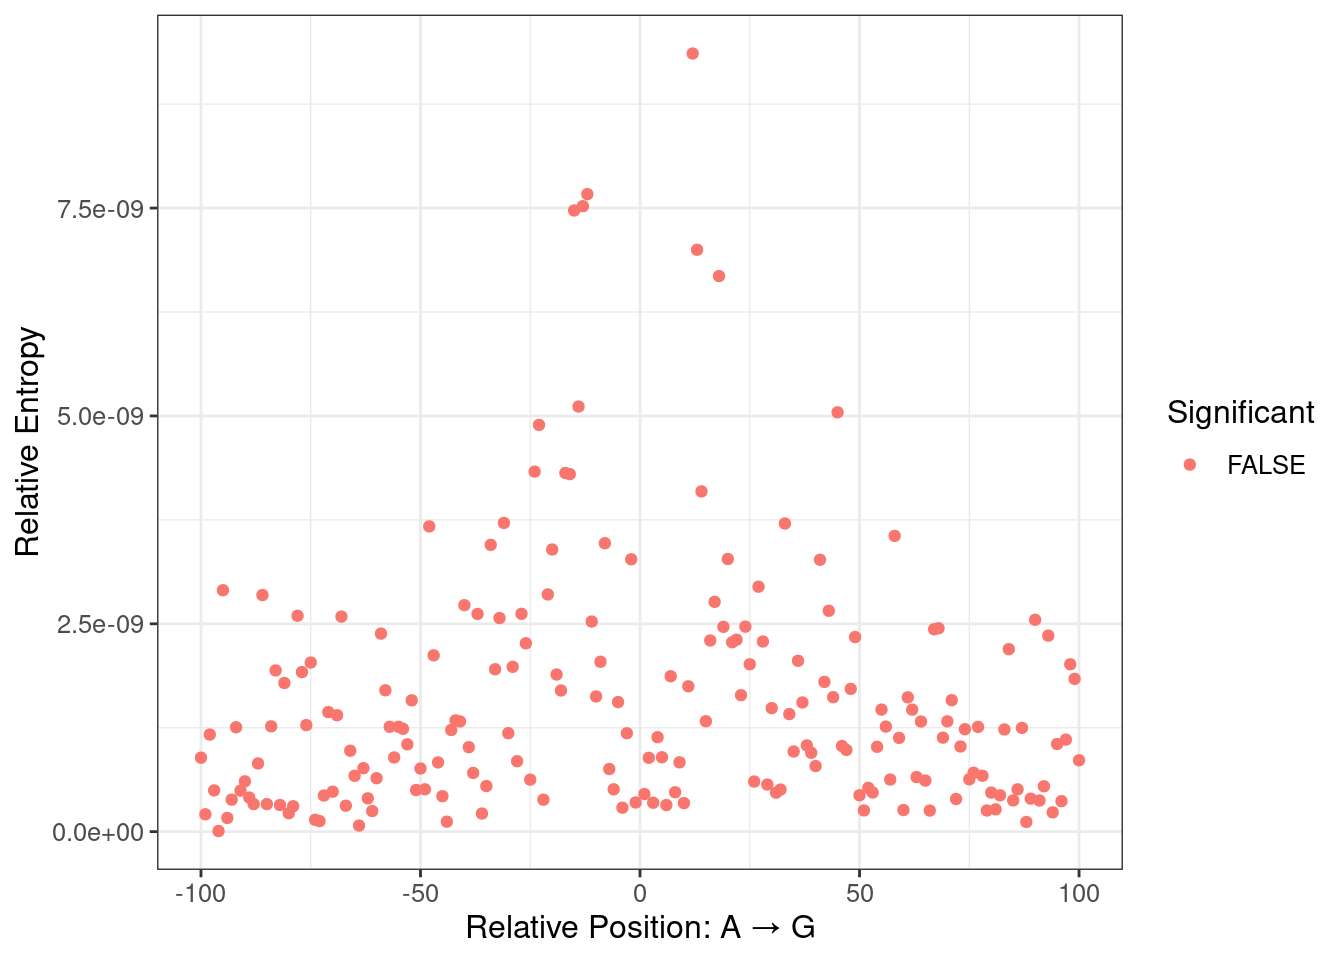 Relative Entropy
7.5e-09
5.0e-09
2.5e-09
0.0e+00
-100
-50
0
50
100
Relative Position: A → G
Significant
FALSE